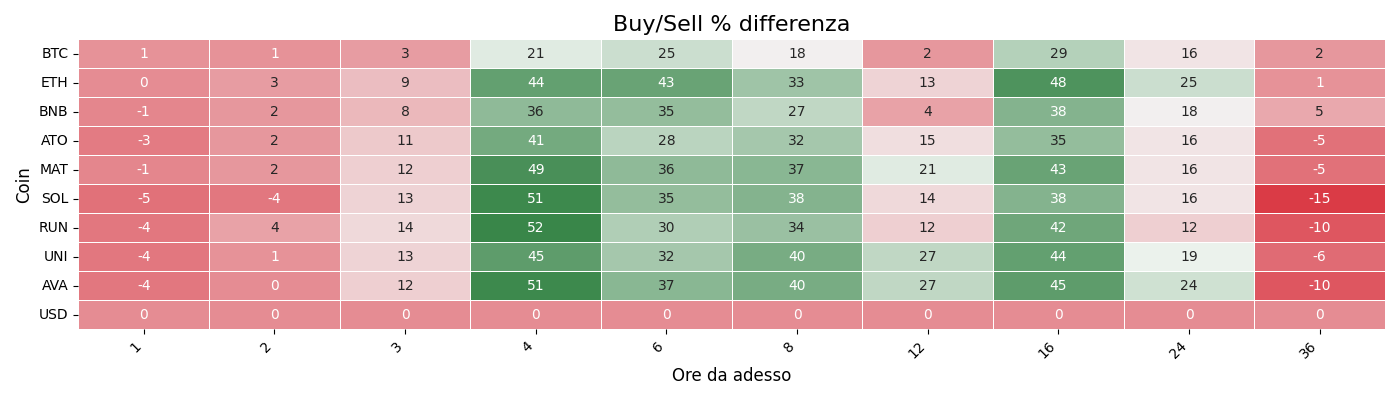 Buy/Sell % differenza
BTC 1 1 3 21 25 18 2 29 16 2
ETH 0 3 9 44 43 33 13 48 25 1
BNB -1 2 8 36 35 27 4 38 18 5
ATO -3 2 11 41 28 32 15 35 16 -5
MAT -1 2 12 49 36 37 21 43 16 -5
SOL -5 -4 13 51 35 38 14 38 16 -15
RUN -4 4 14 52 30 34 12 42 12 -10
UNI -4 1 13 45 32 40 27 44 19 -6
AVA -4 0 12 51 37 40 27 45 24 -10
USD 0 0 0 0 0 0 0 0 0 0
Coin
1 2 3 4 6 8 12 16 24 36
Ore da adesso